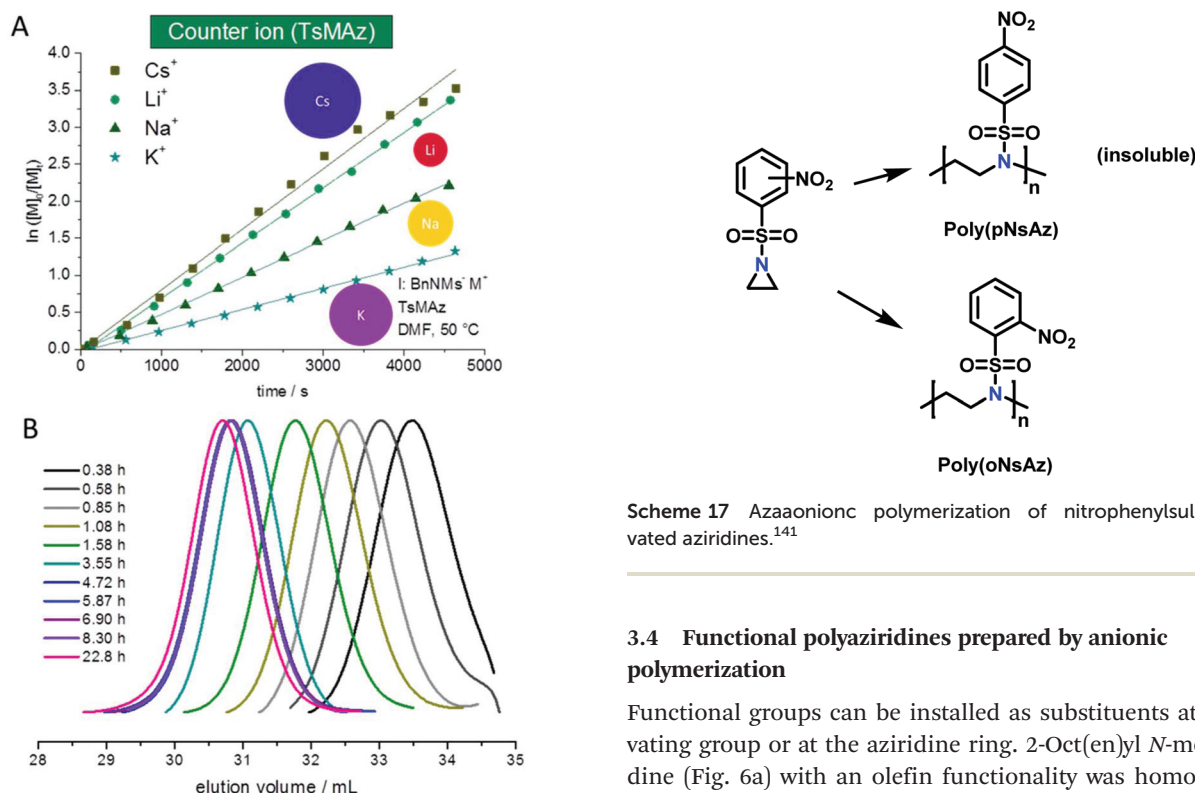 A
Counter ion (TsMAz)
ln ([M]₀/[M]ₜ)
4.0
3.5
3.0
2.5
2.0
1.5
1.0
0.5
0.0
Cs⁺
Li⁺
Na⁺
K⁺
Cs
Li
Na
K
I: BnNMs⁻ M⁺
TsMAz
DMF, 50 °C
0 1000 2000 3000 4000 5000
time / s
B
0.38 h
0.58 h
0.85 h
1.08 h
1.58 h
3.55 h
4.72 h
5.87 h
6.90 h
8.30 h
22.8 h
28 29 30 31 32 33 34 35
elution volume / mL
NO₂
O=S=O
N
NO₂
O=S=O
N
n
(insoluble)
Poly(pNsAz)
NO₂
O=S=O
N
n
Poly(oNsAz)
Scheme 17 Azaaonionc polymerization of nitrophenylsul
vated aziridines.¹⁴¹
3.4 Functional polyaziridines prepared by anionic
polymerization
Functional groups can be installed as substituents at
vating group or at the aziridine ring. 2-Oct(en)yl N-me
dine (Fig. 6a) with an olefin functionality was homo